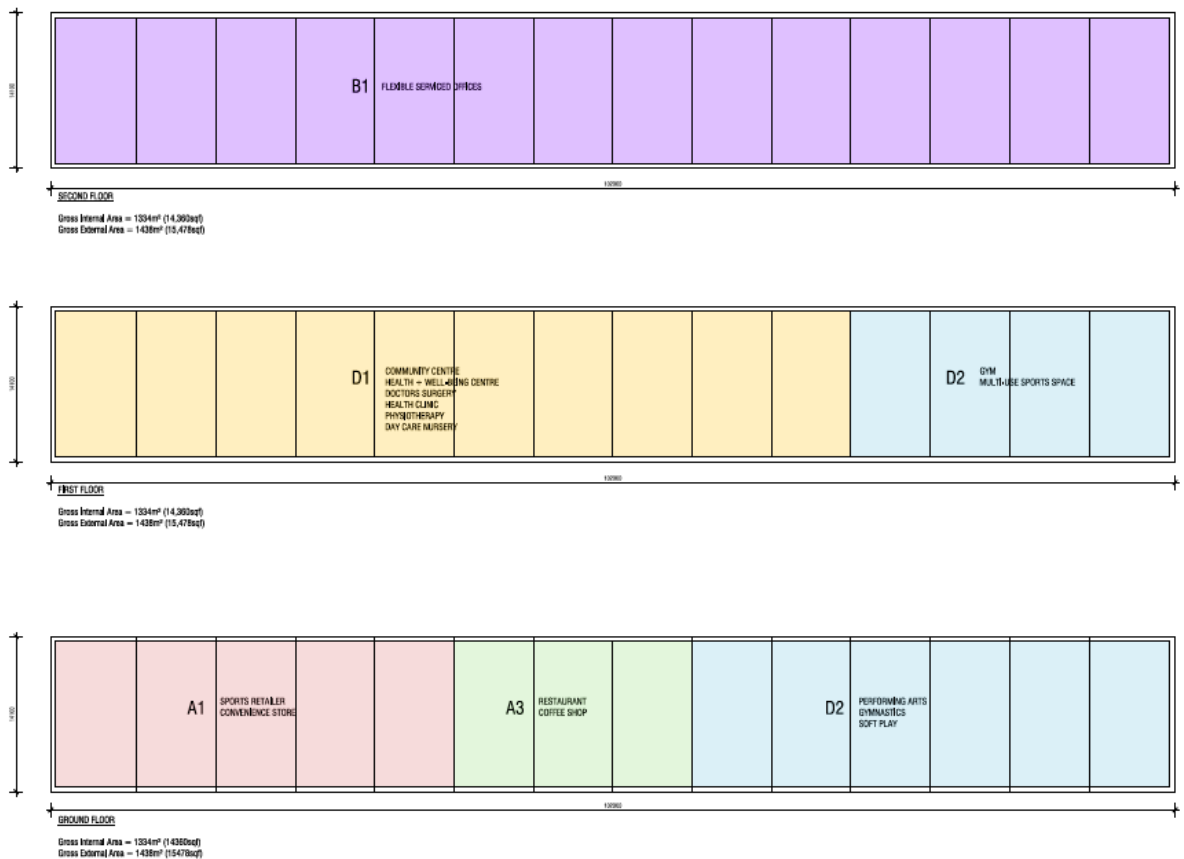 B1 FLEXIBLE SERVICED OFFICES
14100
SECOND FLOOR
Gross Internal Area = 1334m² (14,360sqf)
Gross External Area = 1438m² (15,478sqf)
D1 COMMUNITY CENTRE
HEALTH + WELL-BEING CENTRE
DOCTORS SURGERY
HEALTH CLINIC
PHYSIOTHERAPY
DAY CARE NURSERY
D2 GYM
MULTI-USE SPORTS SPACE
14100
FIRST FLOOR
Gross Internal Area = 1334m² (14,360sqf)
Gross External Area = 1438m² (15,478sqf)
A1 SPORTS RETAILER
CONVENIENCE STORE
A3 RESTAURANT
COFFEE SHOP
D2 PERFORMING ARTS
GYMNASTICS
SOFT PLAY
14100
GROUND FLOOR
Gross Internal Area = 1334m² (14360sqf)
Gross External Area = 1438m² (15478sqf)